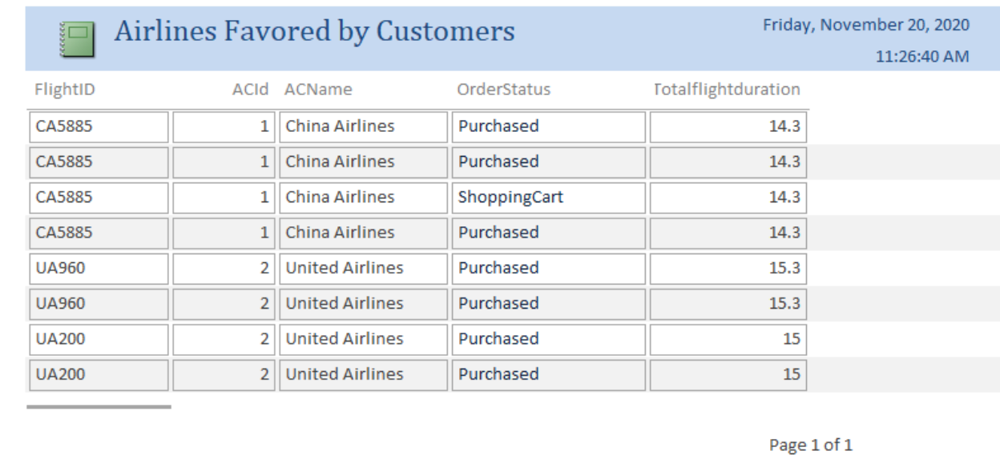 Airlines Favored by Customers
Friday, November 20, 2020
11:26:40 AM
FlightID ACId ACName OrderStatus Totalflightduration
CA5885 1 China Airlines Purchased 14.3
CA5885 1 China Airlines Purchased 14.3
CA5885 1 China Airlines ShoppingCart 14.3
CA5885 1 China Airlines Purchased 14.3
UA960 2 United Airlines Purchased 15.3
UA960 2 United Airlines Purchased 15.3
UA200 2 United Airlines Purchased 15
UA200 2 United Airlines Purchased 15
Page 1 of 1